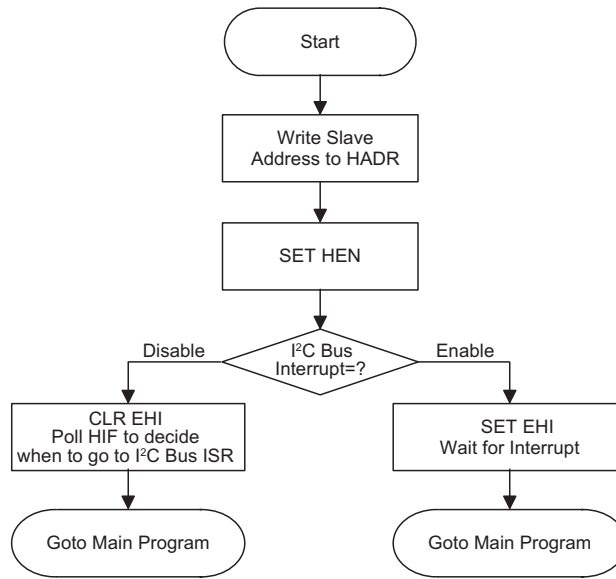 Start
Write Slave
Address to HADR
SET HEN
I²C Bus
Interrupt=?
Disable
Enable
CLR EHI
Poll HIF to decide
when to go to I²C Bus ISR
SET EHI
Wait for Interrupt
Goto Main Program
Goto Main Program